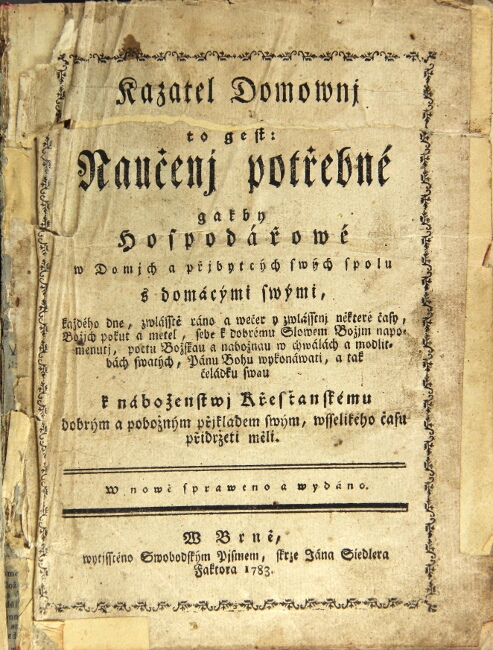 Kazatel Domownj
to gest:
Naučenj potřebné
gakby
Hospodářowé
w Domjch a přjbytcých swých spolu
s domácými swými,
každého dne, zwlásstě ráno a wečer y zwlásstnj některé časy,
Božjch pokut a metel, sebe k dobrému Slowem Božjm napo-
menutj, poctu Božskau a nábožnau w chwálách a modlit-
bách swatých, Pánu Bohu wykonáwati, a tak
čeládku swau
k náboženstwj Křesťanskému
dobrým a pobožným přjkladem swým, wsselikého času
přidržeti měli.
W nowě spraweno a wydáno.
W Brně,
wytisstěno Swobodským Pjsmem, skrze Jána Siedlera
Faktora 1783.